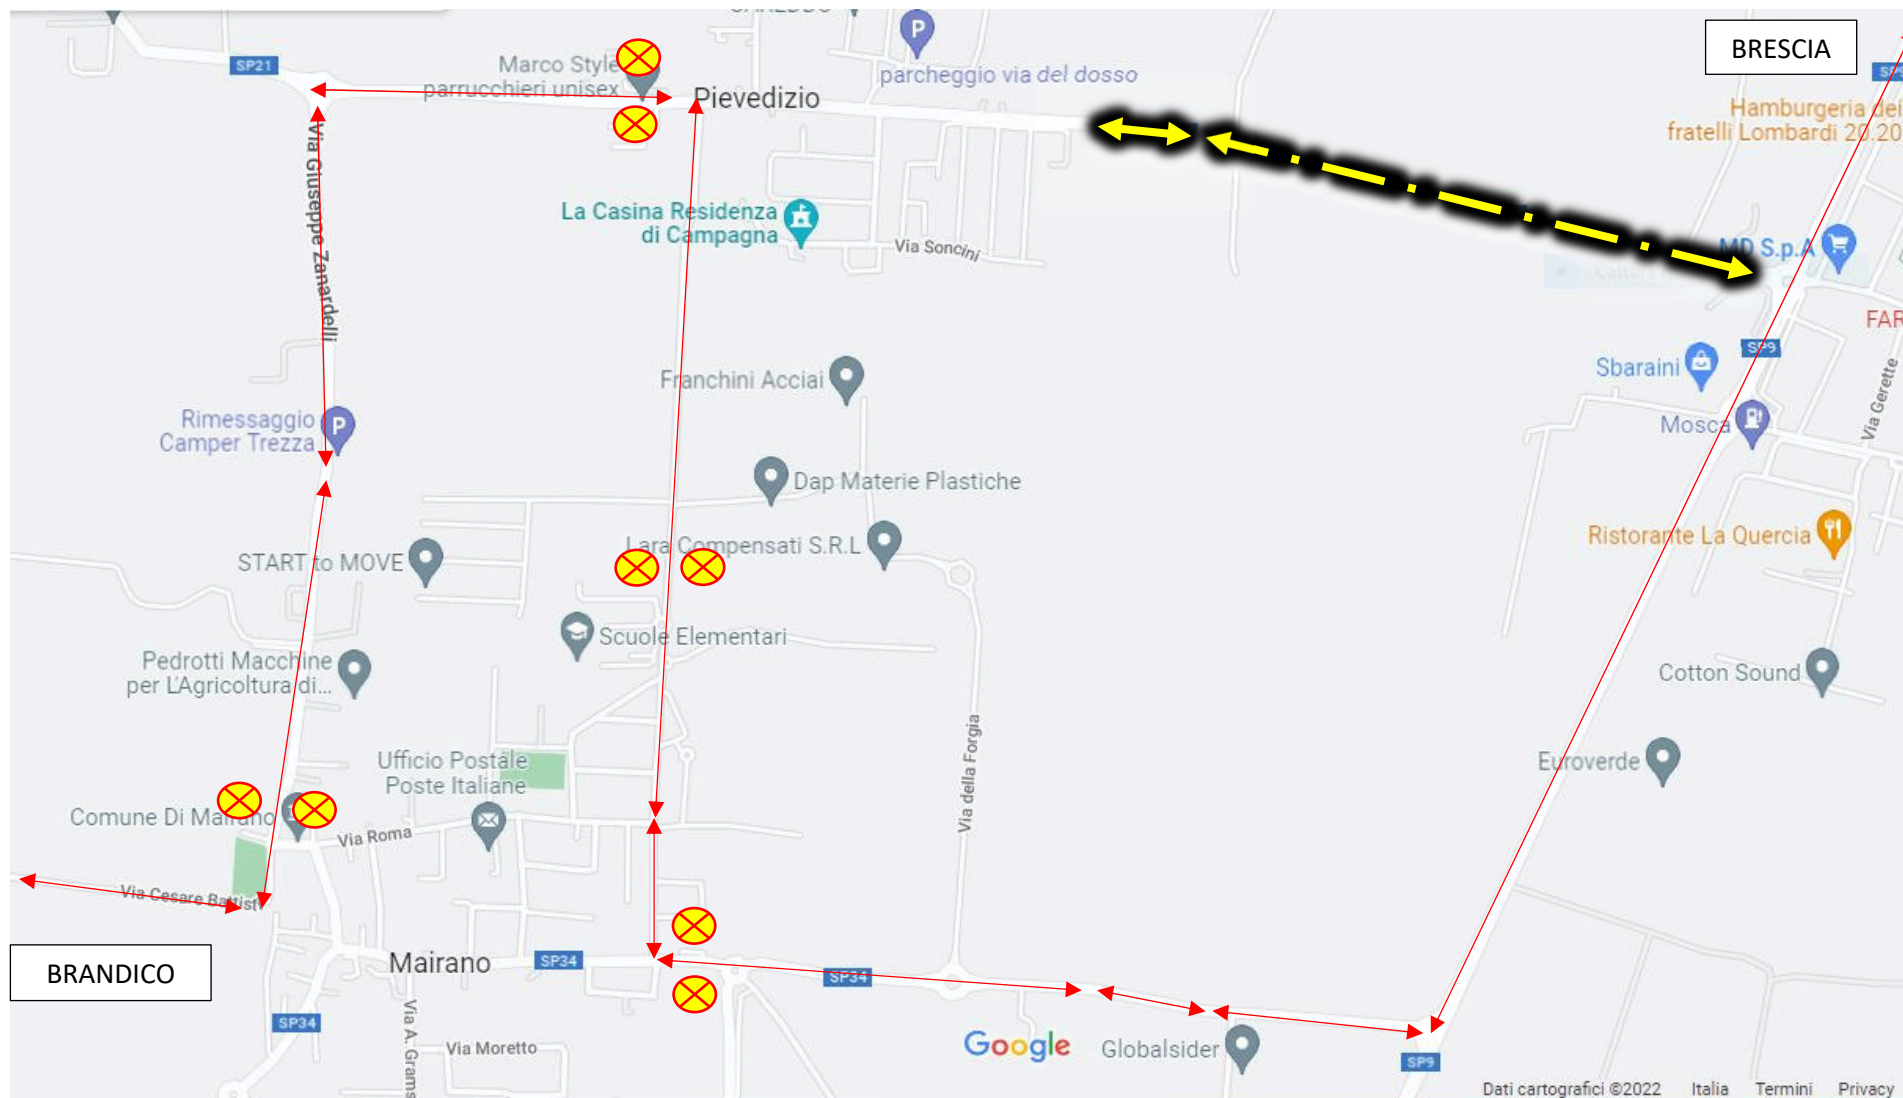 BRESCIA
SP21
Marco Style
parrucchieri unisex
Pievedizio
parcheggio via del dosso
Hamburgeria dei
fratelli Lombardi 20.20
Via Giuseppe Zanardelli
La Casina Residenza
di Campagna
Via Soncini
MD S.p.A
FAR
SP9
Sbaraini
Mosca
Via Gerette
Franchini Acciai
Rimessaggio
Camper Trezza
Dap Materie Plastiche
Lara Compensati S.R.L
START to MOVE
Ristorante La Quercia
Scuole Elementari
Pedrotti Macchine
per L'Agricoltura di...
Cotton Sound
Ufficio Postale
Poste Italiane
Euroverde
Via della Forgia
Comune Di Mairano
Via Roma
Via Cesare Battisti
BRANDICO
Mairano
SP34
SP34
SP34
Via A. Grams
Via Moretto
Google
Globalsider
SP9
Dati cartografici ©2022 Italia Termini Privacy